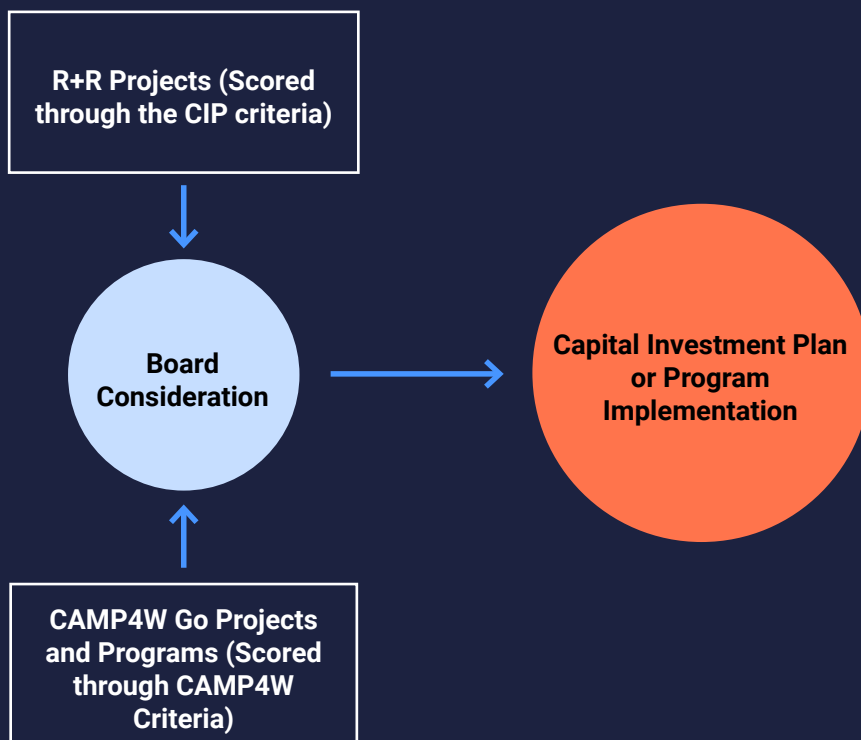 R+R Projects (Scored
through the CIP criteria)
Board
Consideration
Capital Investment Plan
or Program
Implementation
CAMP4W Go Projects
and Programs (Scored
through CAMP4W
Criteria)